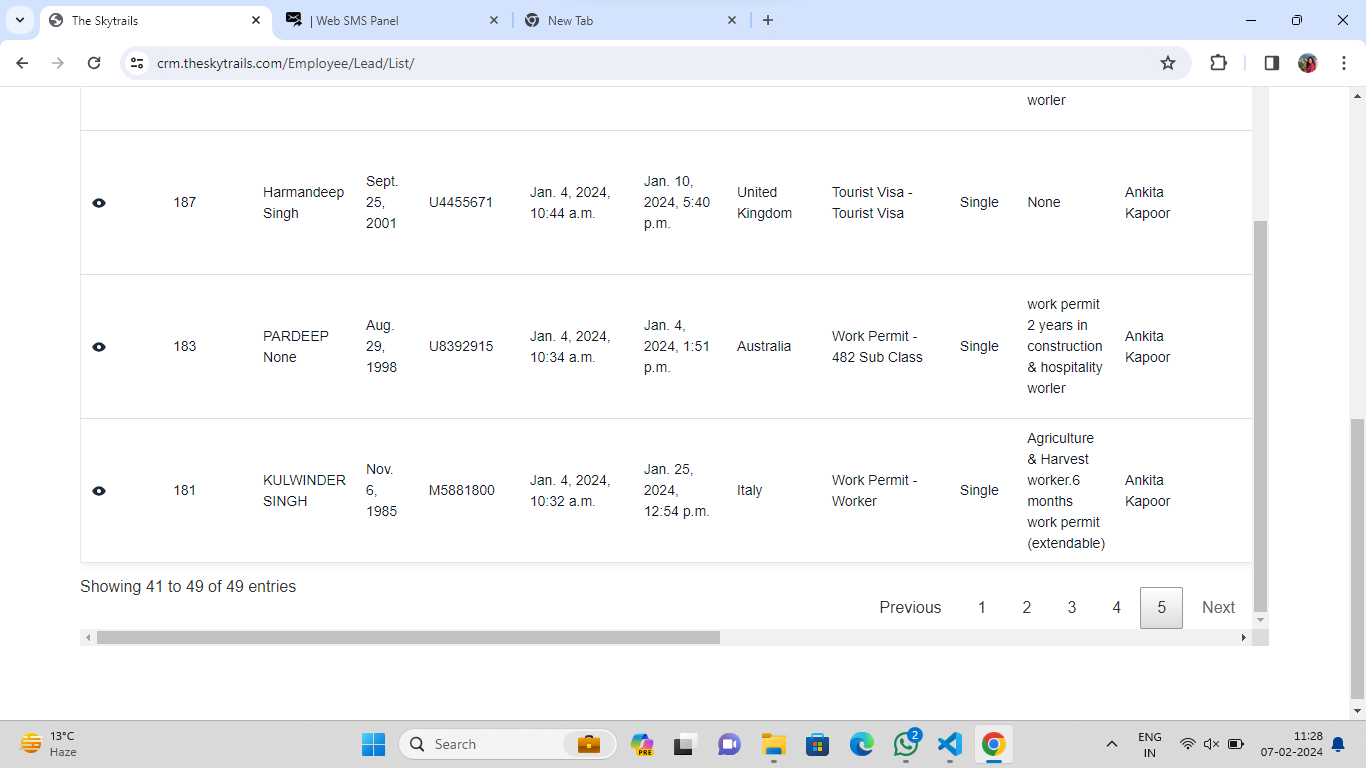 The Skytrails
| Web SMS Panel
New Tab
crm.theskytrails.com/Employee/Lead/List/
worler
187
Harmandeep
Singh
Sept.
25,
2001
U4455671
Jan. 4, 2024,
10:44 a.m.
Jan. 10,
2024, 5:40
p.m.
United
Kingdom
Tourist Visa -
Tourist Visa
Single
None
Ankita
Kapoor
183
PARDEEP
None
Aug.
29,
1998
U8392915
Jan. 4, 2024,
10:34 a.m.
Jan. 4,
2024, 1:51
p.m.
Australia
Work Permit -
482 Sub Class
Single
work permit
2 years in
construction
& hospitality
worler
Ankita
Kapoor
181
KULWINDER
SINGH
Nov.
6,
1985
M5881800
Jan. 4, 2024,
10:32 a.m.
Jan. 25,
2024,
12:54 p.m.
Italy
Work Permit -
Worker
Single
Agriculture
& Harvest
worker.6
months
work permit
(extendable)
Ankita
Kapoor
Showing 41 to 49 of 49 entries
Previous 1 2 3 4 5 Next
13°C
Haze
Search
PRE
2
ENG
IN
11:28
07-02-2024